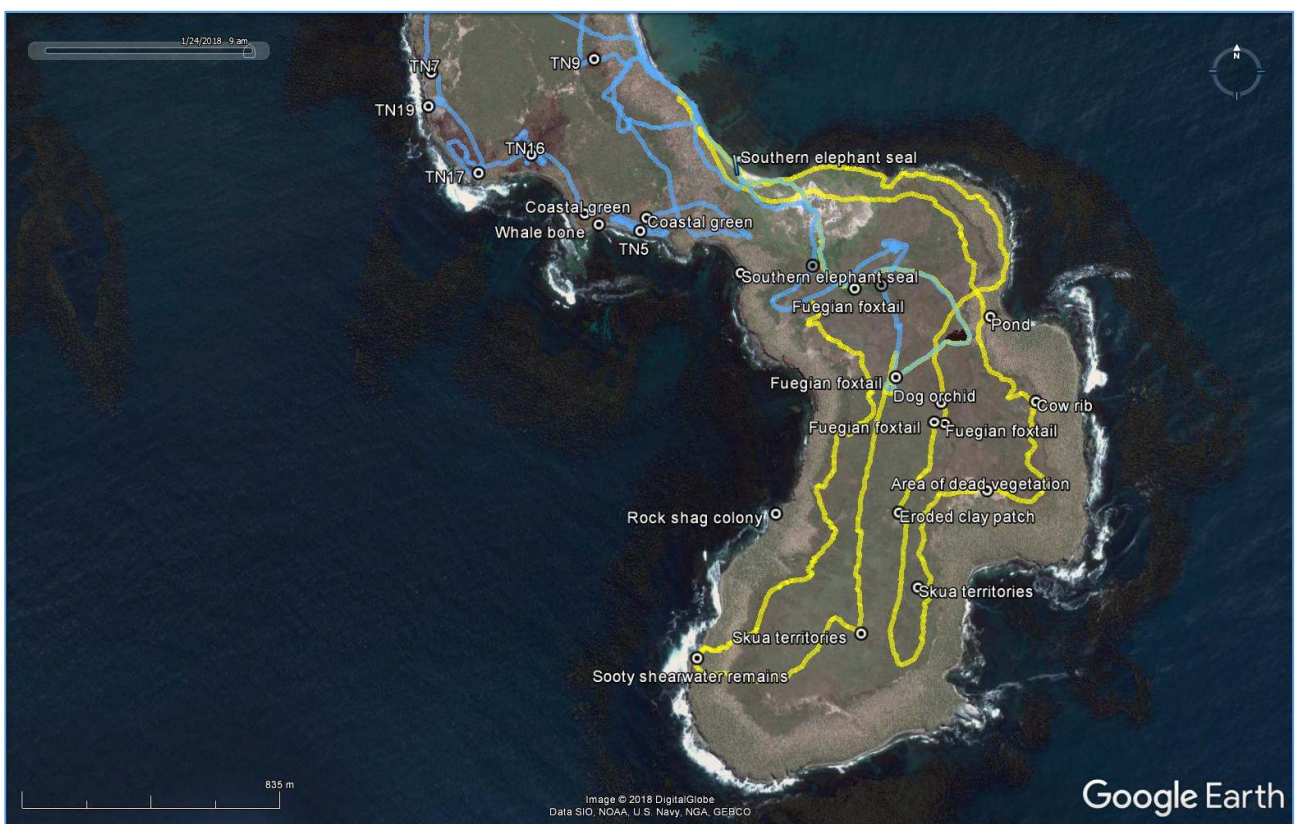 1/24/2018 9 am
N
TN7
TN9
TN19
TN16
TN17
Southern elephant seal
Coastal green
Coastal green
Whale bone
TN5
Southern elephant seal
Fuegian foxtail
Pond
Fuegian foxtail
Dog orchid
Cow rib
Fuegian foxtail
Fuegian foxtail
Area of dead vegetation
Rock shag colony
Eroded clay patch
Skua territories
Skua territories
Sooty shearwater remains
835 m
Image © 2018 DigitalGlobe
Data SIO, NOAA, U.S. Navy, NGA, GEBCO
Google Earth